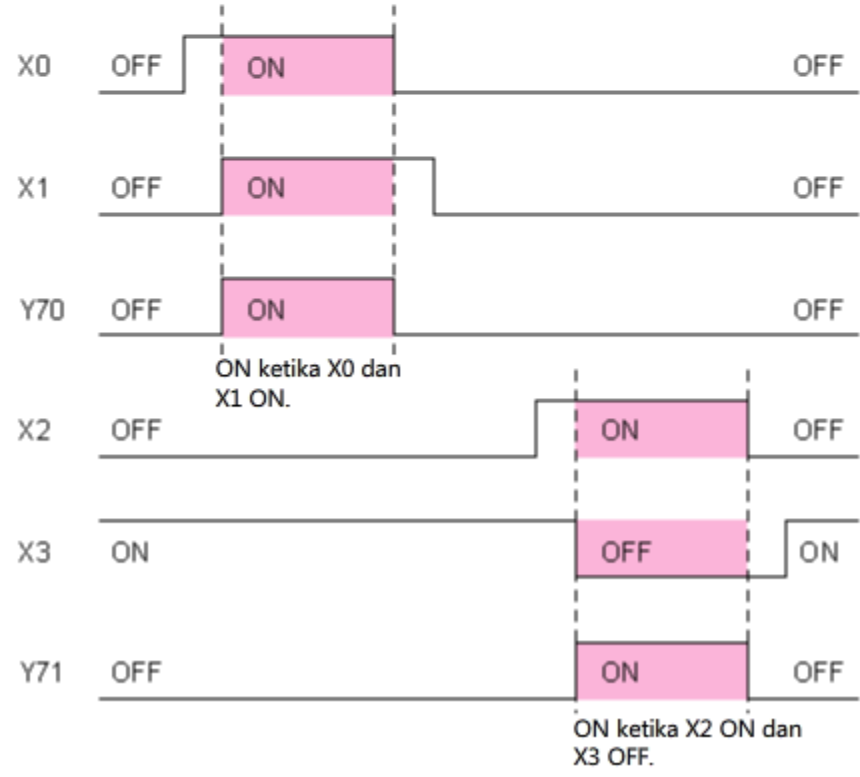 X0 OFF ON OFF
X1 OFF ON OFF
Y70 OFF ON OFF
ON ketika X0 dan
X1 ON.
X2 OFF ON OFF
X3 ON OFF ON
Y71 OFF ON OFF
ON ketika X2 ON dan
X3 OFF.